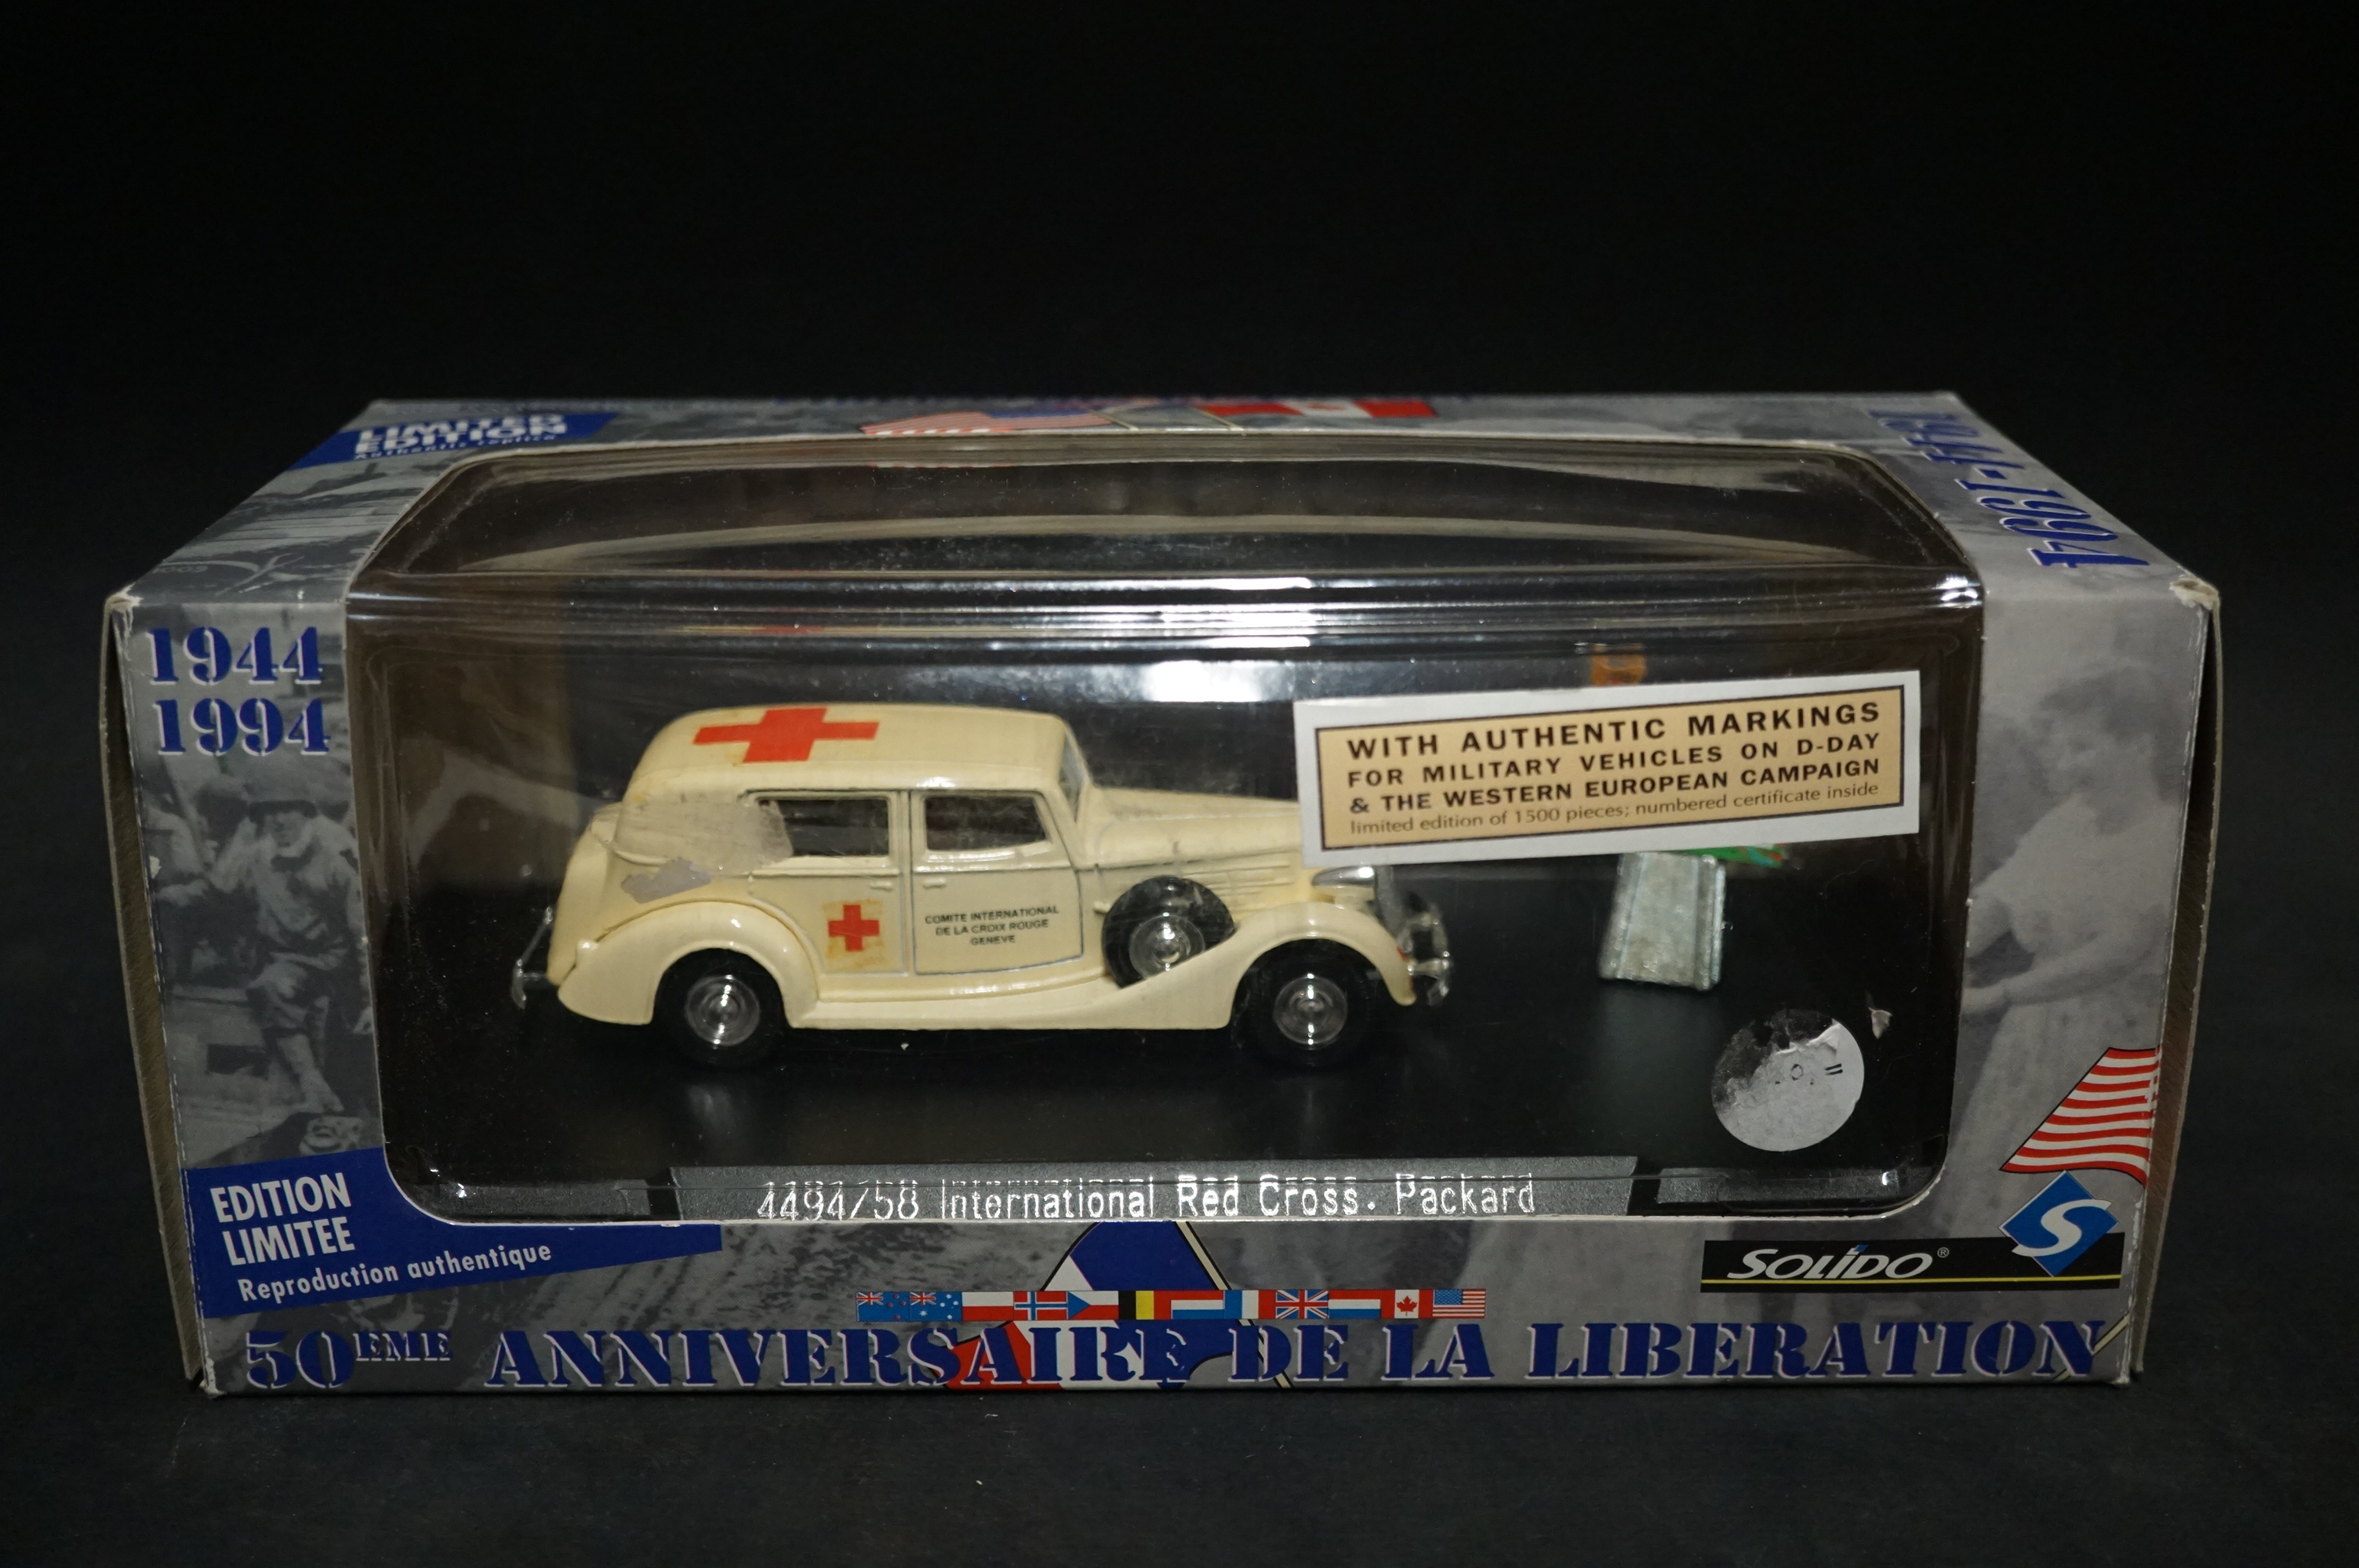 LIMITED
EDITION
Authentic replica
1944-1994
1944
1994
WITH AUTHENTIC MARKINGS
FOR MILITARY VEHICLES ON D-DAY
& THE WESTERN EUROPEAN CAMPAIGN
limited edition of 1500 pieces; numbered certificate inside
COMITE INTERNATIONAL
DE LA CROIX ROUGE
GENEVE
4494/58 International Red Cross. Packard
EDITION
LIMITEE
Reproduction authentique
SOLIDO®
S
50EME ANNIVERSAIRE DE LA LIBERATION